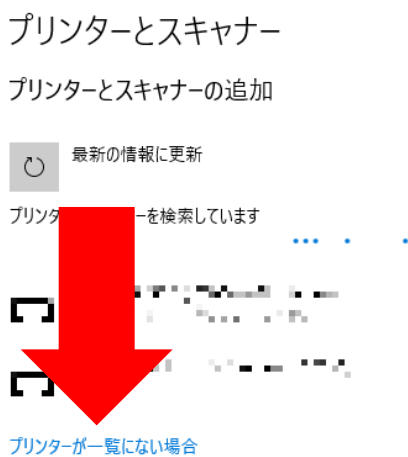 プリンターとスキャナー
プリンターとスキャナーの追加
最新の情報に更新
プリンタ ーを検索しています
プリンターが一覧にない場合